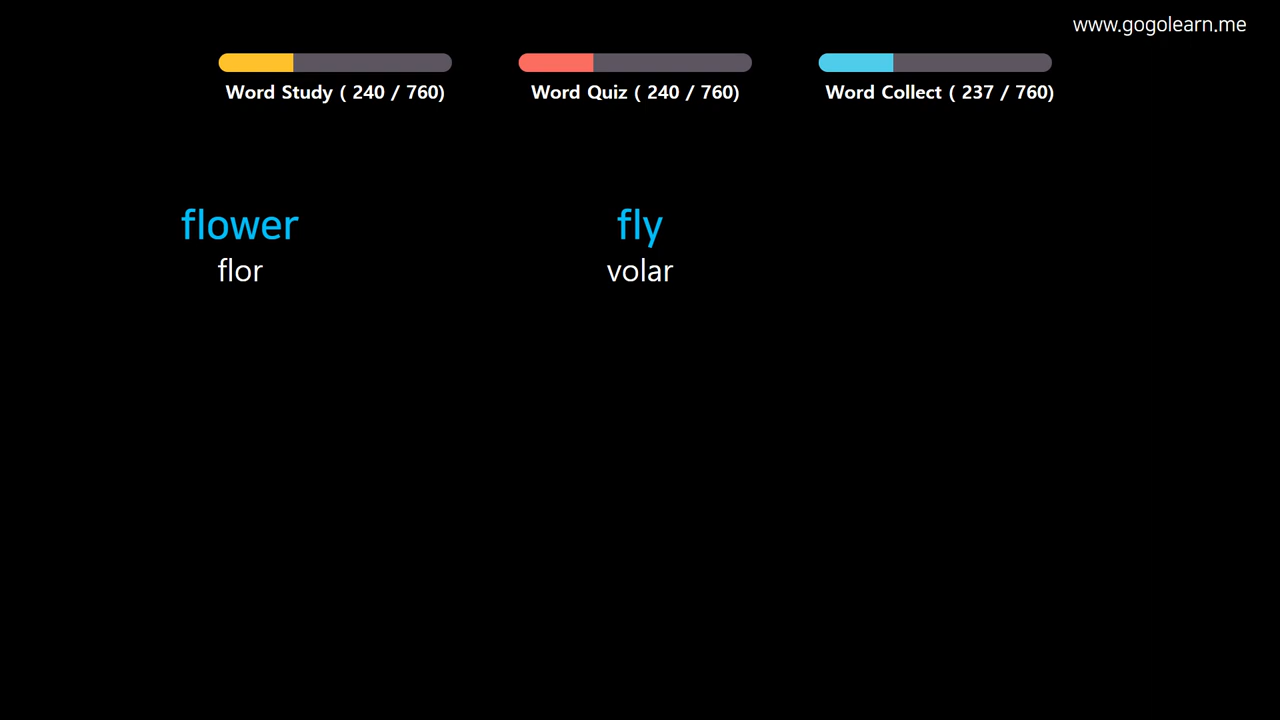 www.gogolearn.me
Word Study ( 240 / 760)
Word Quiz ( 240 / 760)
Word Collect ( 237 / 760)
flower
flor
fly
volar